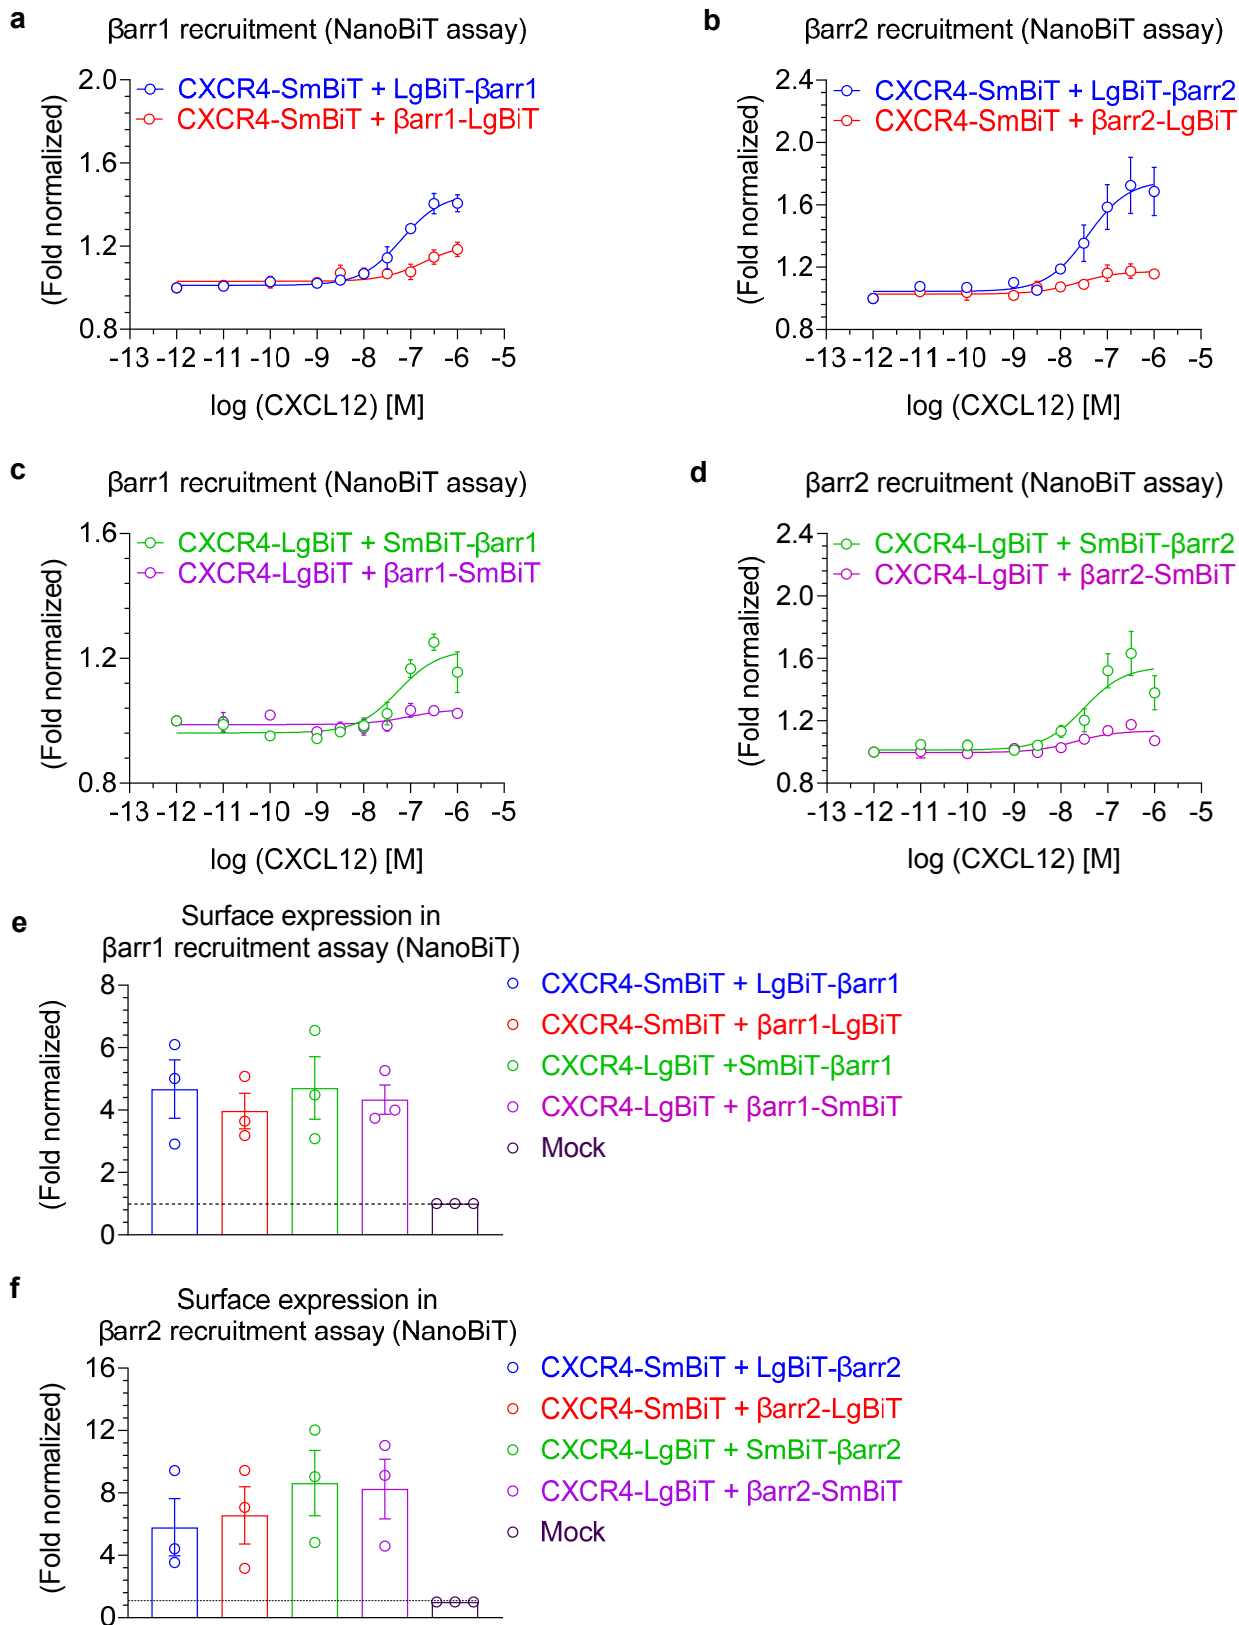 a
βarr1 recruitment (NanoBiT assay)
2.0
1.6
1.2
0.8
(Fold normalized)
CXCR4-SmBiT + LgBiT-βarr1
CXCR4-SmBiT + βarr1-LgBiT
-13 -12 -11 -10 -9 -8 -7 -6 -5
log (CXCL12) [M]
b
βarr2 recruitment (NanoBiT assay)
2.4
2.0
1.6
1.2
0.8
(Fold normalized)
CXCR4-SmBiT + LgBiT-βarr2
CXCR4-SmBiT + βarr2-LgBiT
-13 -12 -11 -10 -9 -8 -7 -6 -5
log (CXCL12) [M]
c
βarr1 recruitment (NanoBiT assay)
1.6
1.2
0.8
(Fold normalized)
CXCR4-LgBiT + SmBiT-βarr1
CXCR4-LgBiT + βarr1-SmBiT
-13 -12 -11 -10 -9 -8 -7 -6 -5
log (CXCL12) [M]
d
βarr2 recruitment (NanoBiT assay)
2.4
2.0
1.6
1.2
0.8
(Fold normalized)
CXCR4-LgBiT + SmBiT-βarr2
CXCR4-LgBiT + βarr2-SmBiT
-13 -12 -11 -10 -9 -8 -7 -6 -5
log (CXCL12) [M]
e
Surface expression in
βarr1 recruitment assay (NanoBiT)
8
6
4
2
0
(Fold normalized)
CXCR4-SmBiT + LgBiT-βarr1
CXCR4-SmBiT + βarr1-LgBiT
CXCR4-LgBiT +SmBiT-βarr1
CXCR4-LgBiT + βarr1-SmBiT
Mock
f
Surface expression in
βarr2 recruitment assay (NanoBiT)
16
12
8
4
0
(Fold normalized)
CXCR4-SmBiT + LgBiT-βarr2
CXCR4-SmBiT + βarr2-LgBiT
CXCR4-LgBiT + SmBiT-βarr2
CXCR4-LgBiT + βarr2-SmBiT
Mock